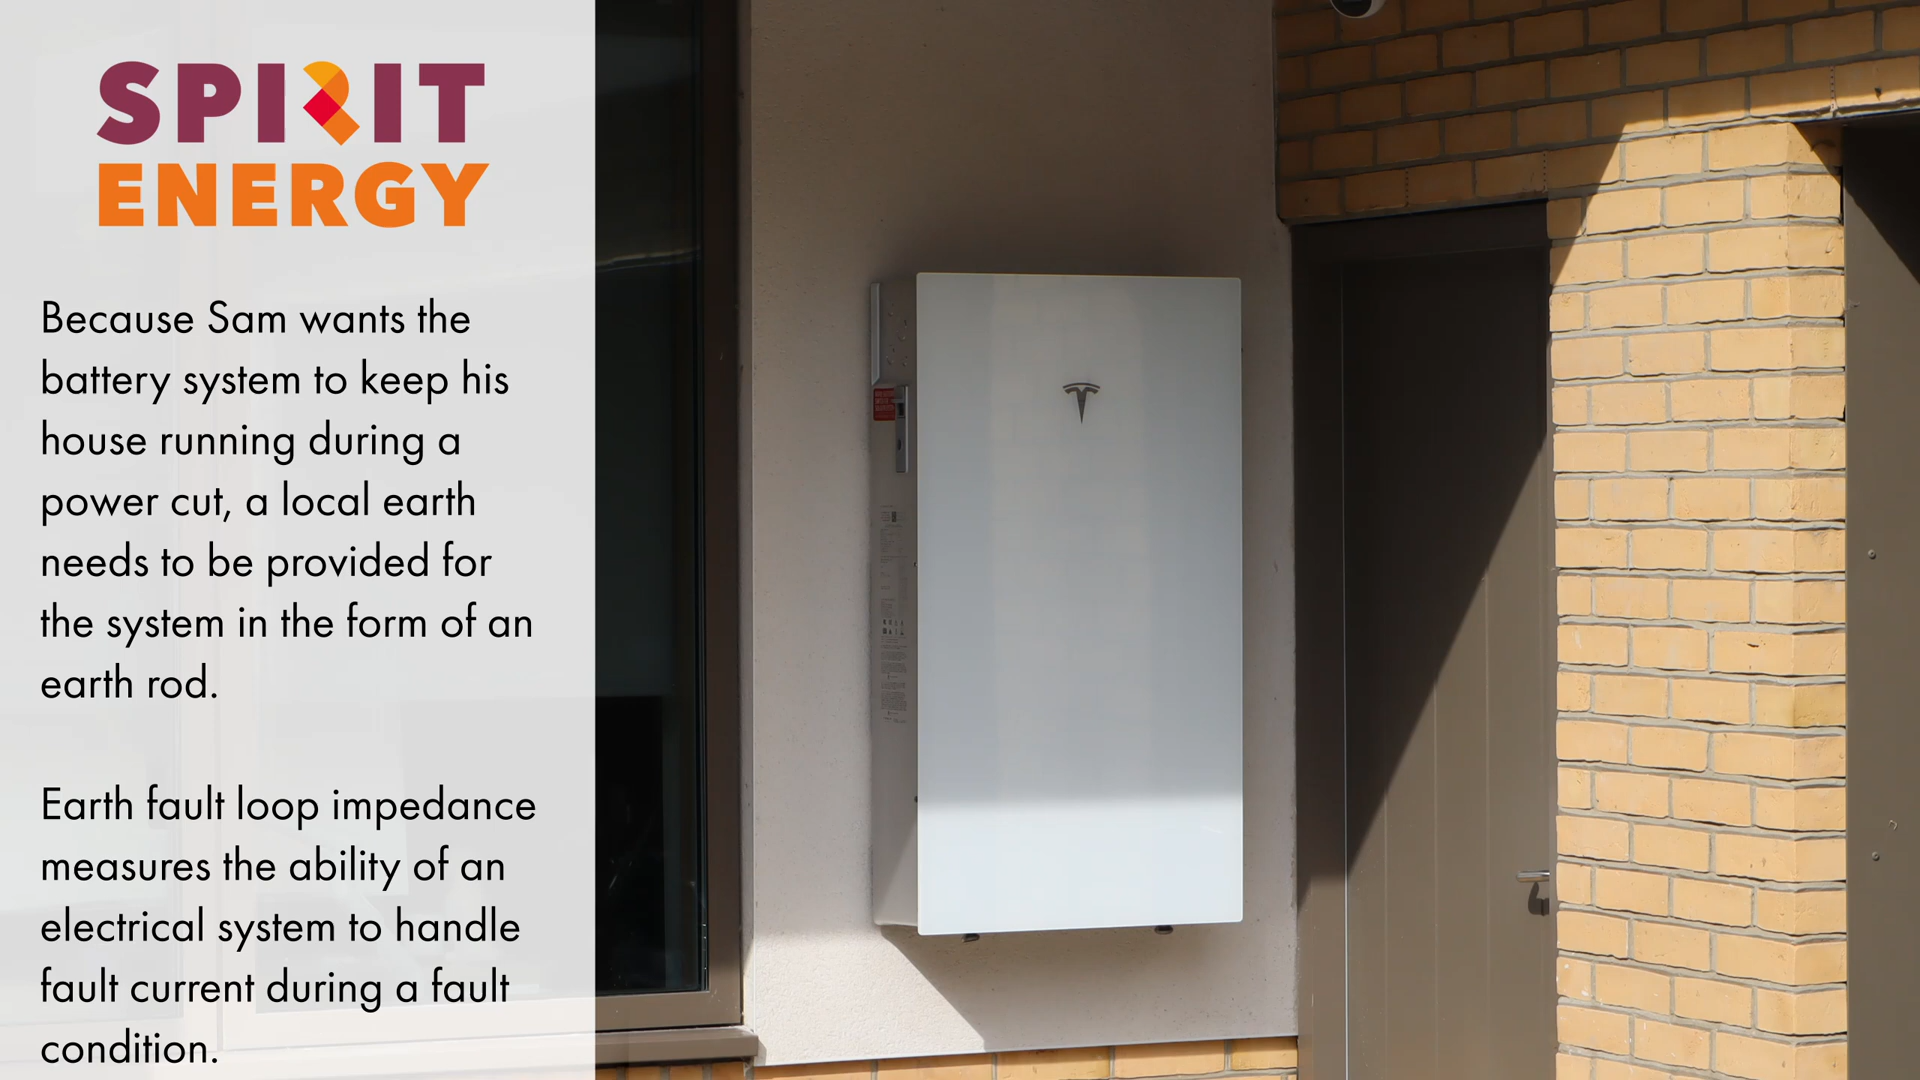 SPIRIT
ENERGY
Because Sam wants the
battery system to keep his
house running during a
power cut, a local earth
needs to be provided for
the system in the form of an
earth rod.
Earth fault loop impedance
measures the ability of an
electrical system to handle
fault current during a fault
condition.